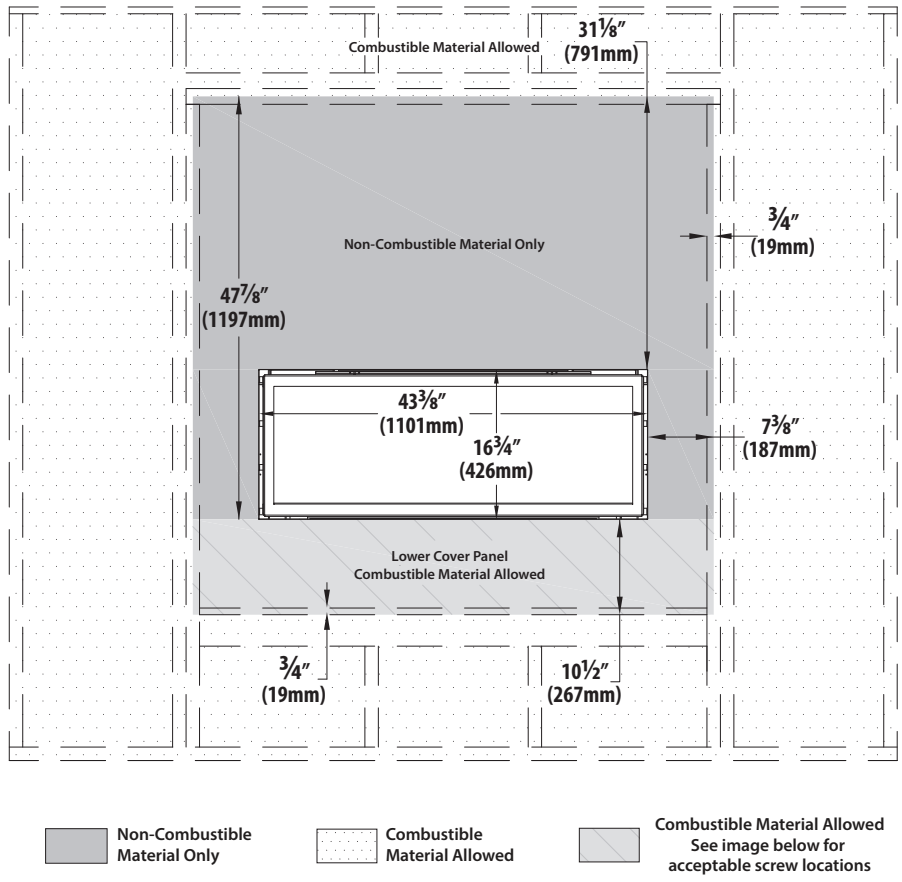 Combustible Material Allowed
31⅛"
(791mm)
Non-Combustible Material Only
¾"
(19mm)
47⅞"
(1197mm)
43⅜"
(1101mm)
16¾"
(426mm)
7⅜"
(187mm)
Lower Cover Panel
Combustible Material Allowed
¾"
(19mm)
10½"
(267mm)
Non-Combustible
Material Only
Combustible
Material Allowed
Combustible Material Allowed
See image below for
acceptable screw locations